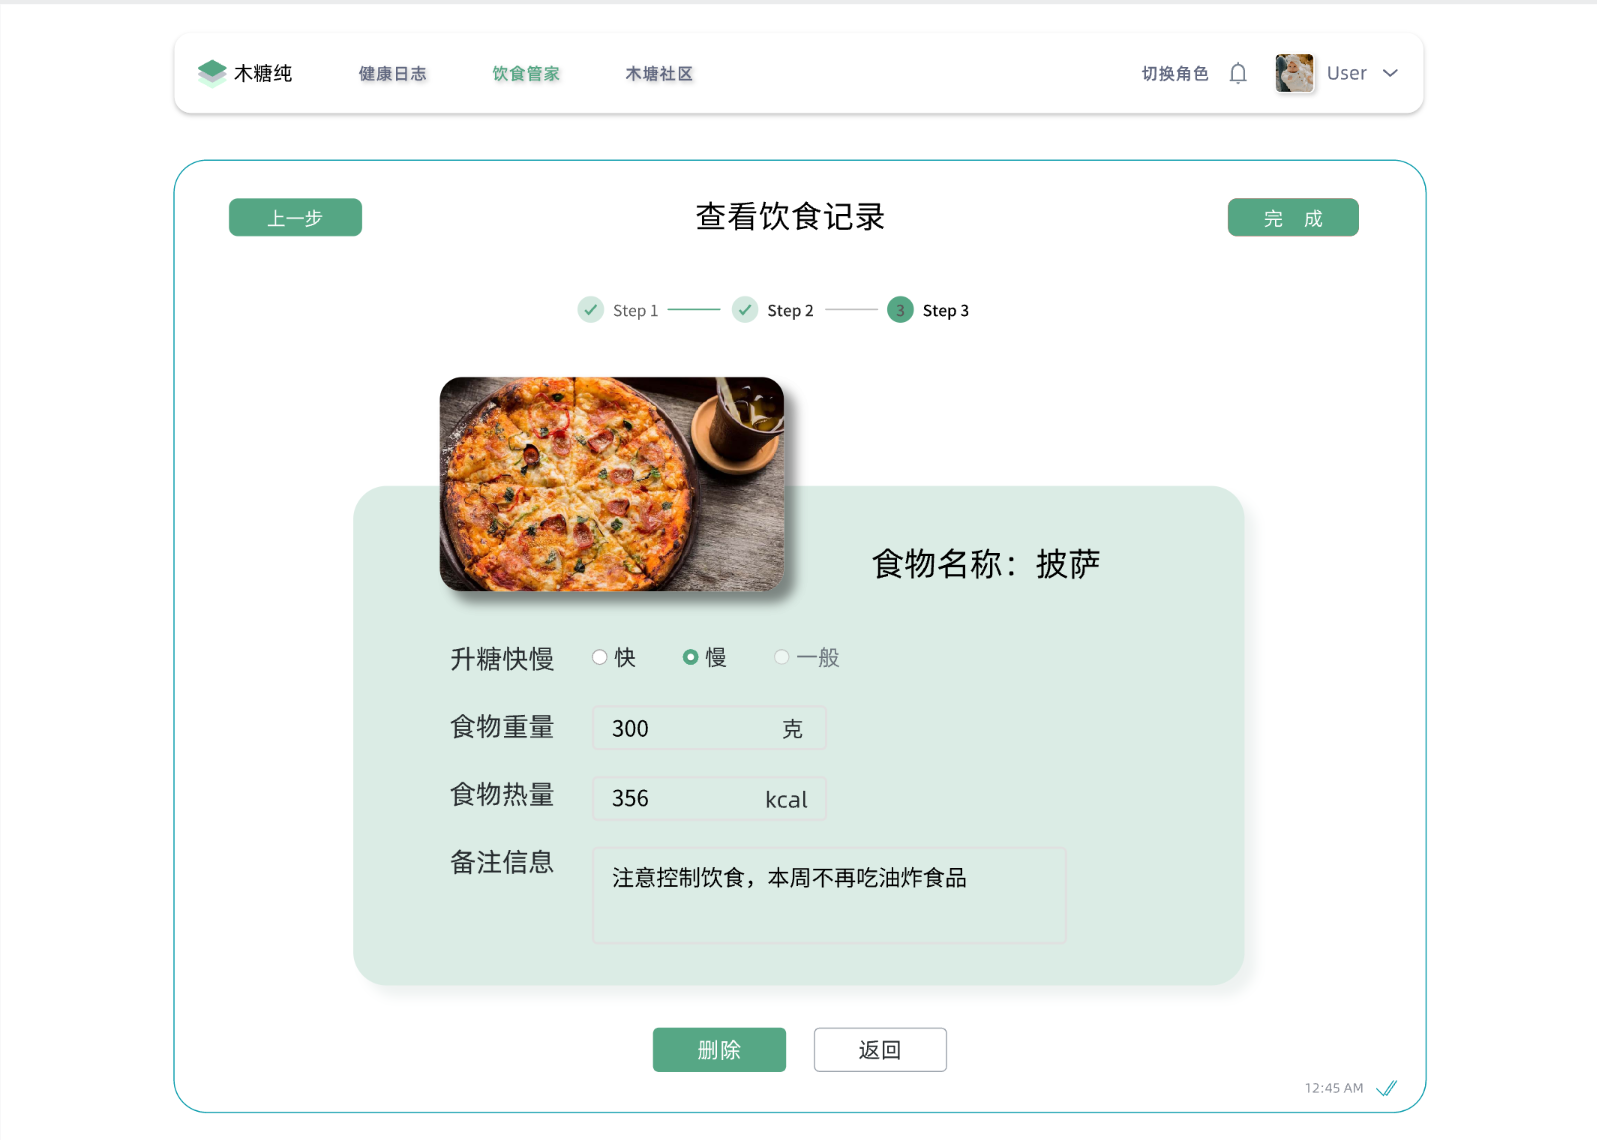 木糖纯 健康日志 饮食管家 木塘社区 切换角色 User
上一步 查看饮食记录 完 成
Step 1 Step 2 3 Step 3
食物名称：披萨
升糖快慢 快 慢 一般
食物重量 300 克
食物热量 356 kcal
备注信息 注意控制饮食，本周不再吃油炸食品
删除 返回
12:45 AM